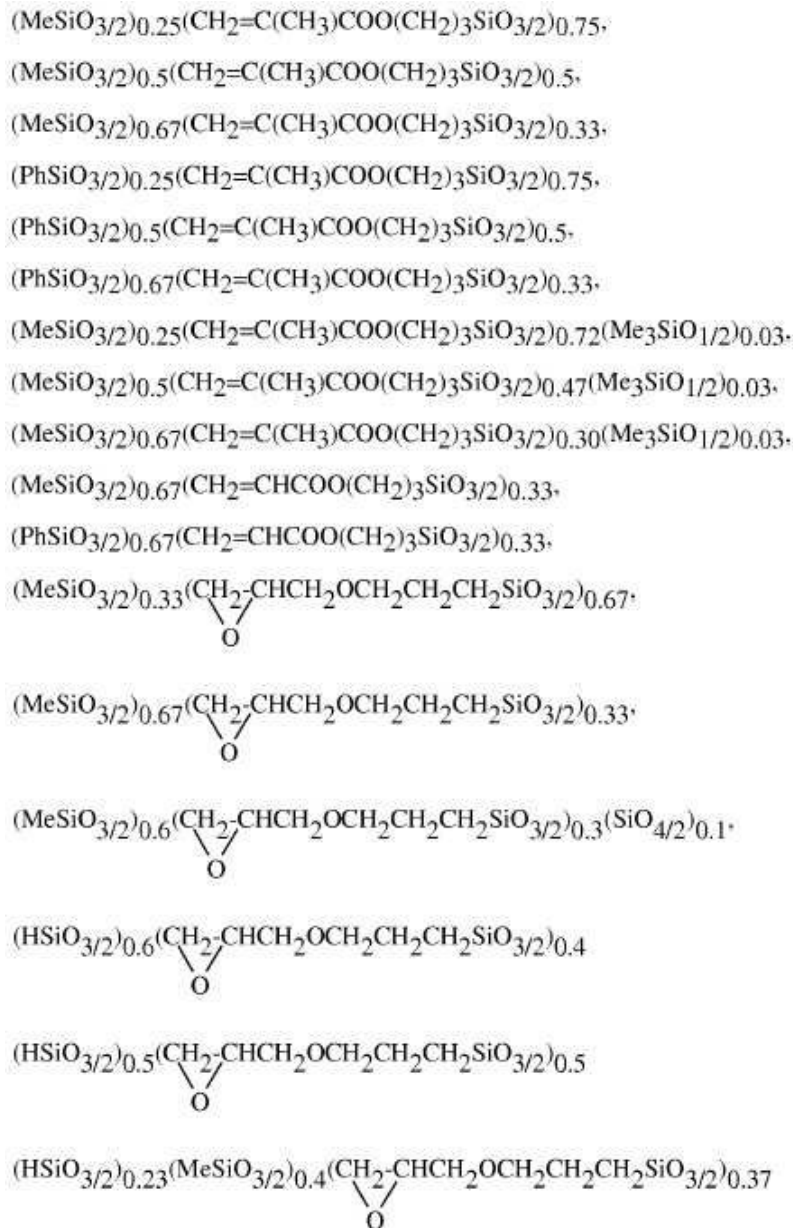 (MeSiO3/2)0.25(CH2=C(CH3)COO(CH2)3SiO3/2)0.75,
(MeSiO3/2)0.5(CH2=C(CH3)COO(CH2)3SiO3/2)0.5,
(MeSiO3/2)0.67(CH2=C(CH3)COO(CH2)3SiO3/2)0.33,
(PhSiO3/2)0.25(CH2=C(CH3)COO(CH2)3SiO3/2)0.75,
(PhSiO3/2)0.5(CH2=C(CH3)COO(CH2)3SiO3/2)0.5,
(PhSiO3/2)0.67(CH2=C(CH3)COO(CH2)3SiO3/2)0.33,
(MeSiO3/2)0.25(CH2=C(CH3)COO(CH2)3SiO3/2)0.72(Me3SiO1/2)0.03,
(MeSiO3/2)0.5(CH2=C(CH3)COO(CH2)3SiO3/2)0.47(Me3SiO1/2)0.03,
(MeSiO3/2)0.67(CH2=C(CH3)COO(CH2)3SiO3/2)0.30(Me3SiO1/2)0.03,
(MeSiO3/2)0.67(CH2=CHCOO(CH2)3SiO3/2)0.33,
(PhSiO3/2)0.67(CH2=CHCOO(CH2)3SiO3/2)0.33,
(MeSiO3/2)0.33(CH2-CHCH2OCH2CH2CH2SiO3/2)0.67,
O
(MeSiO3/2)0.67(CH2-CHCH2OCH2CH2CH2SiO3/2)0.33,
O
(MeSiO3/2)0.6(CH2-CHCH2OCH2CH2CH2SiO3/2)0.3(SiO4/2)0.1,
O
(HSiO3/2)0.6(CH2-CHCH2OCH2CH2CH2SiO3/2)0.4
O
(HSiO3/2)0.5(CH2-CHCH2OCH2CH2CH2SiO3/2)0.5
O
(HSiO3/2)0.23(MeSiO3/2)0.4(CH2-CHCH2OCH2CH2CH2SiO3/2)0.37
O